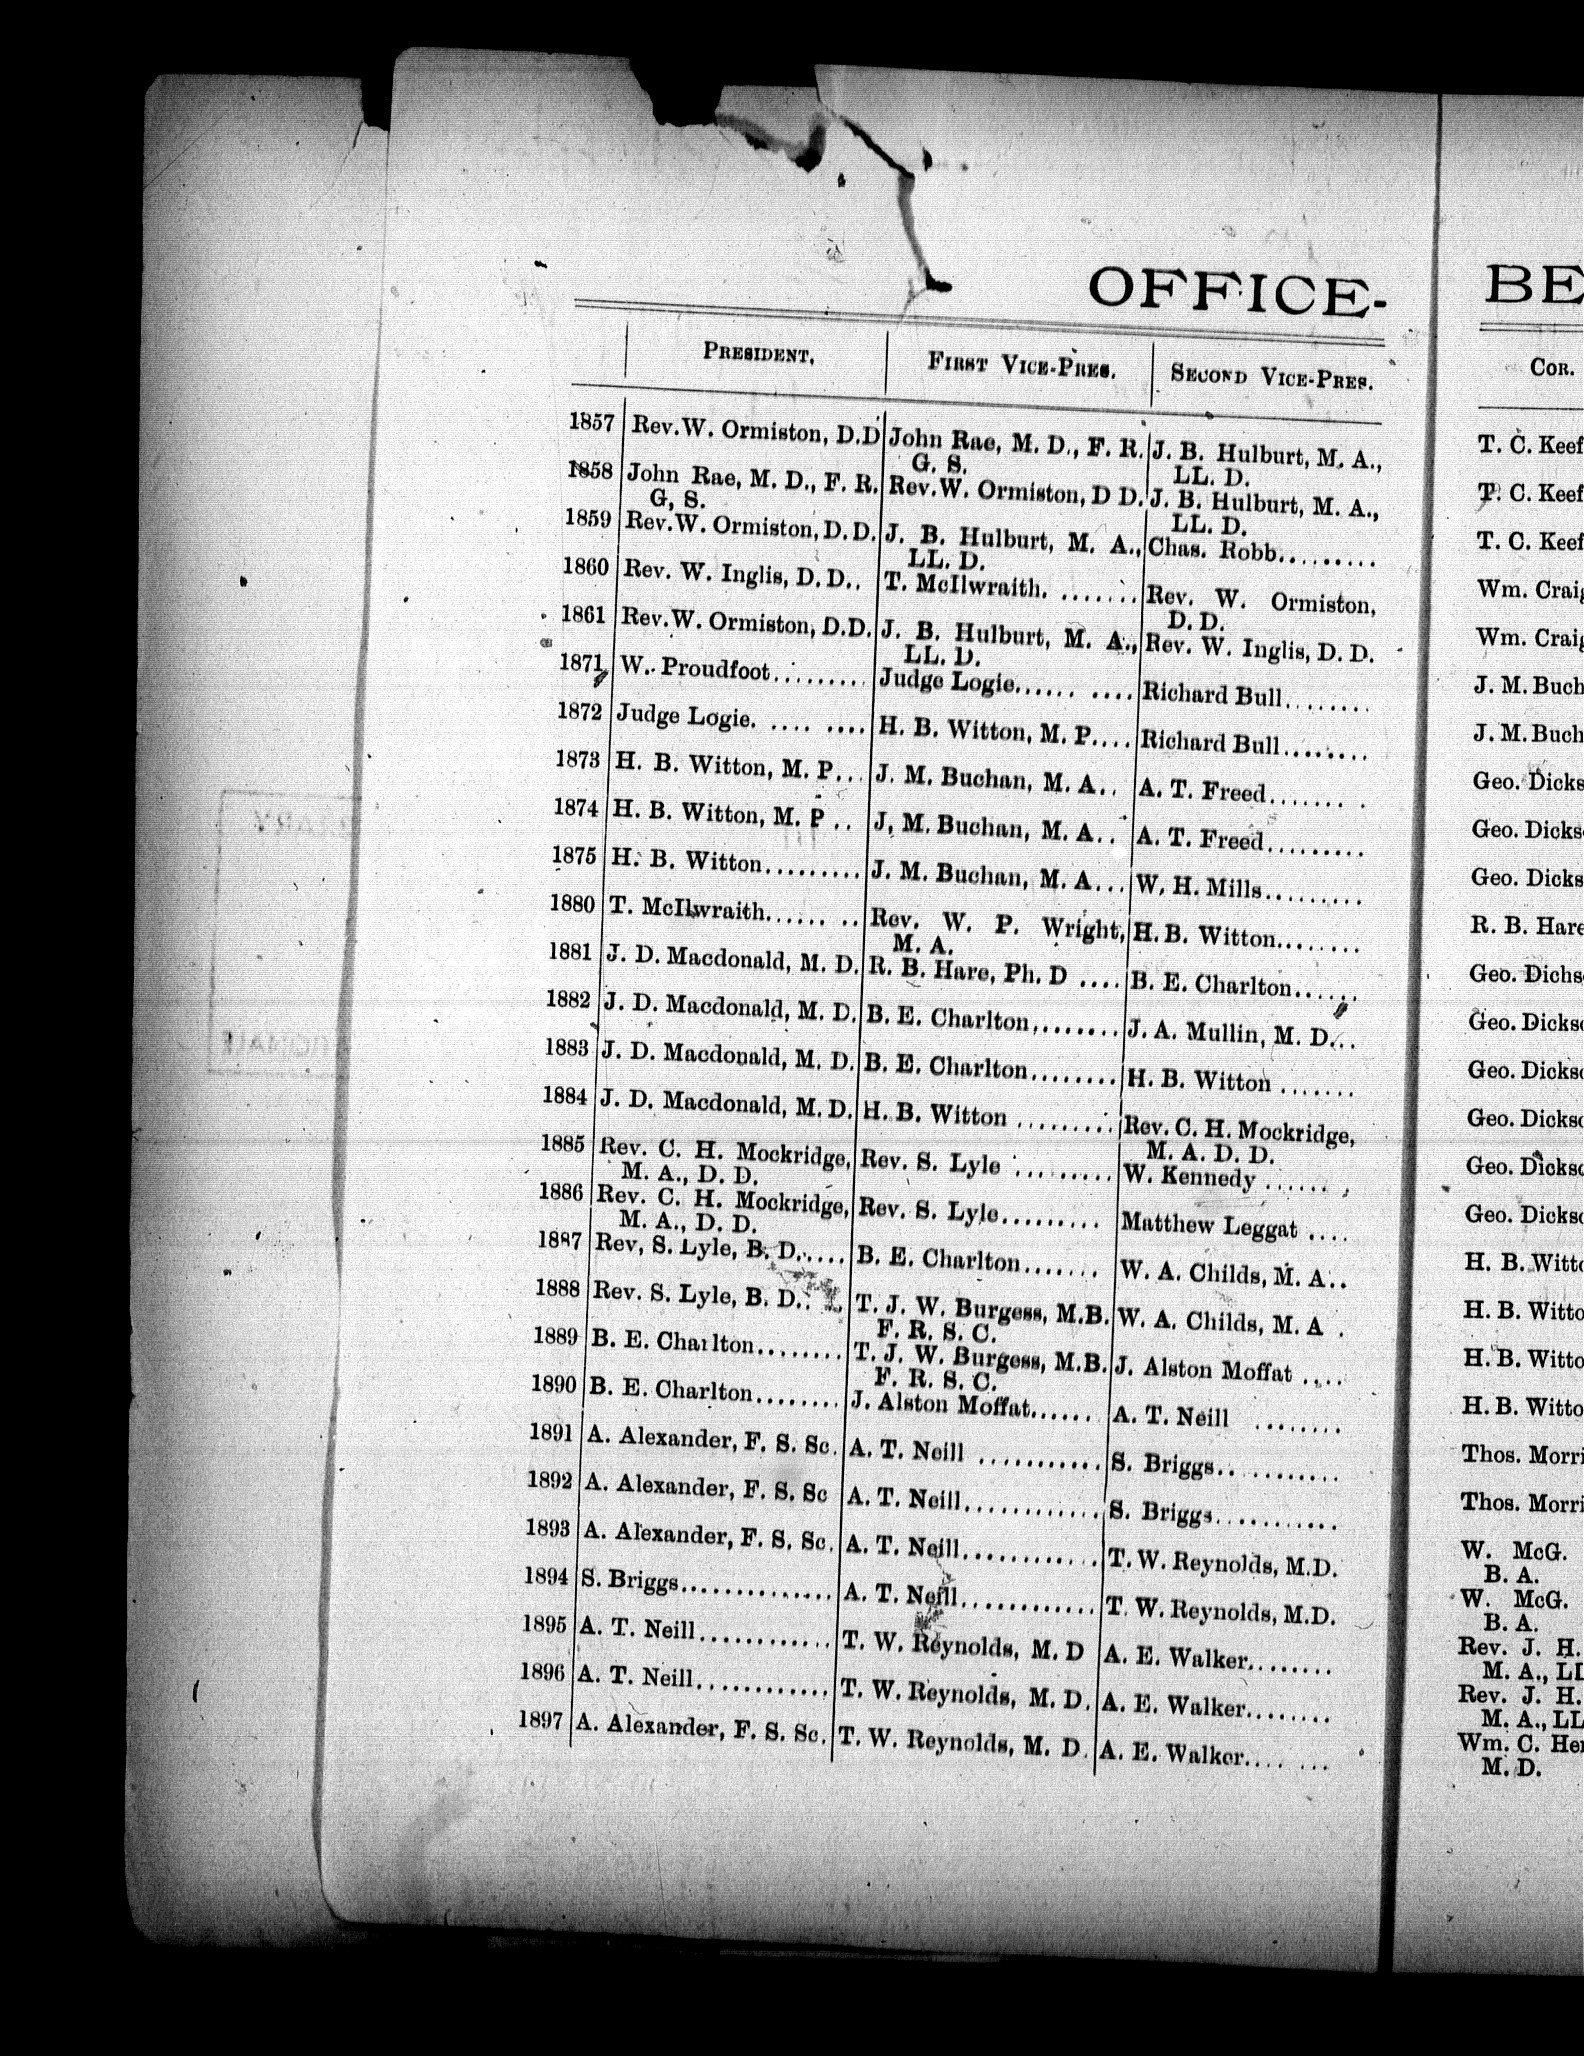 OFFICE-
PRESIDENT. FIRST VICE-PRES. SECOND VICE-PRES.
1857 Rev. W. Ormiston, D.D John Rae, M. D., F. R. J. B. Hulburt, M. A.,
G. S. LL. D.
1858 John Rae, M. D., F. R. Rev. W. Ormiston, D D. J. B. Hulburt, M. A.,
G, S. LL. D.
1859 Rev. W. Ormiston, D. D. J. B. Hulburt, M. A., Chas. Robb.........
LL. D.
1860 Rev. W. Inglis, D. D.. T. McIlwraith. ....... Rev. W. Ormiston,
D. D.
1861 Rev. W. Ormiston, D.D. J. B. Hulburt, M. A., Rev. W. Inglis, D. D.
LL. D.
1871 W. Proudfoot......... Judge Logie...... .... Richard Bull........
1872 Judge Logie. .... .... H. B. Witton, M. P.... Richard Bull........
1873 H. B. Witton, M. P... J. M. Buchan, M. A.. A. T. Freed....... .
1874 H. B. Witton, M. P .. J, M. Buchan, M. A.. A. T. Freed.........
1875 H. B. Witton......... J. M. Buchan, M. A... W. H. Mills.........
1880 T. McIlwraith...... .. Rev. W. P. Wright, H. B. Witton........
M. A.
1881 J. D. Macdonald, M. D. R. B. Hare, Ph. D .... B. E. Charlton......
1882 J. D. Macdonald, M. D. B. E. Charlton,....... J. A. Mullin, M. D...
1883 J. D. Macdonald, M. D. B. E. Charlton........ H. B. Witton .......
1884 J. D. Macdonald, M. D. H. B. Witton ......... Rev. C. H. Mockridge,
M. A. D. D.
1885 Rev. C. H. Mockridge, Rev. S. Lyle ......... W. Kennedy ...... ,
M. A., D. D.
1886 Rev. C. H. Mockridge, Rev. S. Lyle......... Matthew Leggat ....
M. A., D. D.
1887 Rev, S. Lyle, B. D..... B. E. Charlton....... W. A. Childs, M. A..
1888 Rev. S. Lyle, B. D.. T. J. W. Burgess, M.B. W. A. Childs, M. A .
F. R. S. C.
1889 B. E. Charlton........ T. J. W. Burgess, M.B. J. Alston Moffat ....
F. R. S. C.
1890 B. E. Charlton........ J. Alston Moffat...... A. T. Neill ........
1891 A. Alexander, F. S. Sc. A. T. Neill ........... S. Briggs.. .........
1892 A. Alexander, F. S. Sc A. T. Neill............ S. Briggs...........
1893 A. Alexander, F. S. Sc. A. T. Neill............ T. W. Reynolds, M.D.
1894 S. Briggs.............. A. T. Neill............ T. W. Reynolds, M.D.
1895 A. T. Neill............ T. W. Reynolds, M. D A. E. Walker........
1896 A. T. Neill............ T. W. Reynolds, M. D. A. E. Walker........
1897 A. Alexander, F. S. Sc. T. W. Reynolds, M. D. A. E. Walker.... ...
BE
COR.
T. C. Keef
T. C. Keef
T. C. Keef
Wm. Craig
Wm. Craig
J. M. Buch
J. M. Buch
Geo. Dicks
Geo. Dicks
Geo. Dicks
R. B. Hare
Geo. Dichs
Geo. Dickso
Geo. Dickso
Geo. Dickso
Geo. Dickso
Geo. Dickso
H. B. Witto
H. B. Witto
H. B. Witto
H. B. Witto
Thos. Morri
Thos. Morri
W. McG.
B. A.
W. McG.
B. A.
Rev. J. H.
M. A., LL
Rev. J. H.
M. A., LL
Wm. C. Her
M. D.